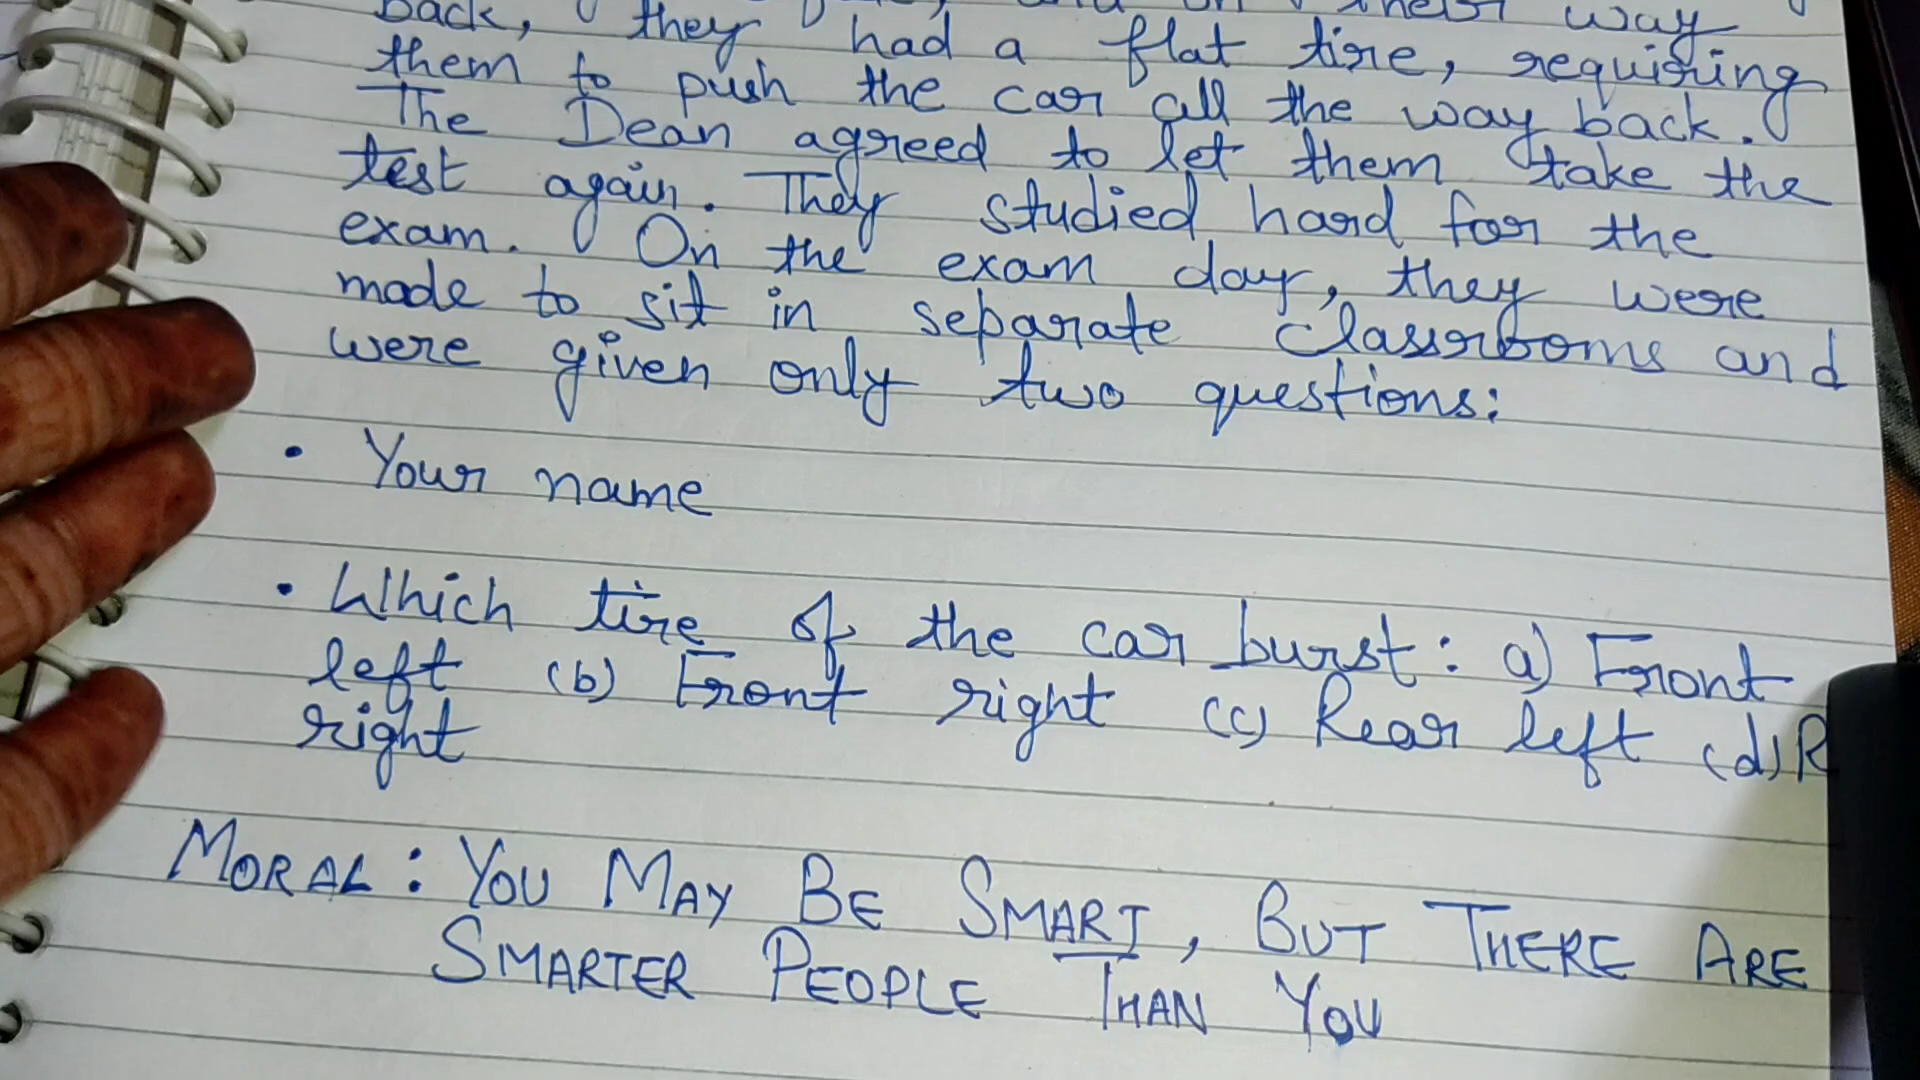 back, they way
them to push had a flat tire, requiring
the car all the way back.
The Dean agreed to let them take the
test again. They studied hard for the
exam. On the exam day, they were
made to sit in separate classrooms and
were given only two questions:
• Your name
• Which tire of the car burst: a) Front
left (b) Front right (c) Rear left (d) R
right
MORAL: YOU MAY BE SMART, BUT THERE ARE
SMARTER PEOPLE THAN YOU